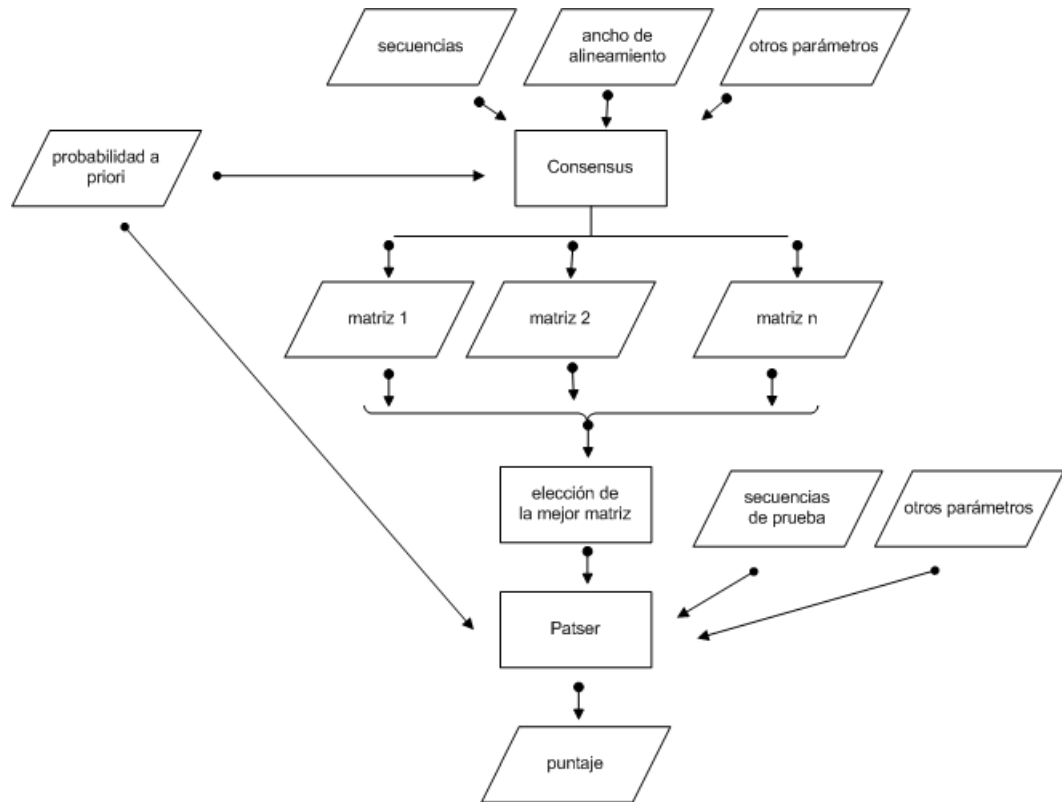 secuencias
ancho de
alineamiento
otros parámetros
probabilidad a
priori
Consensus
matriz 1
matriz 2
matriz n
elección de
la mejor matriz
secuencias
de prueba
otros parámetros
Patser
puntaje